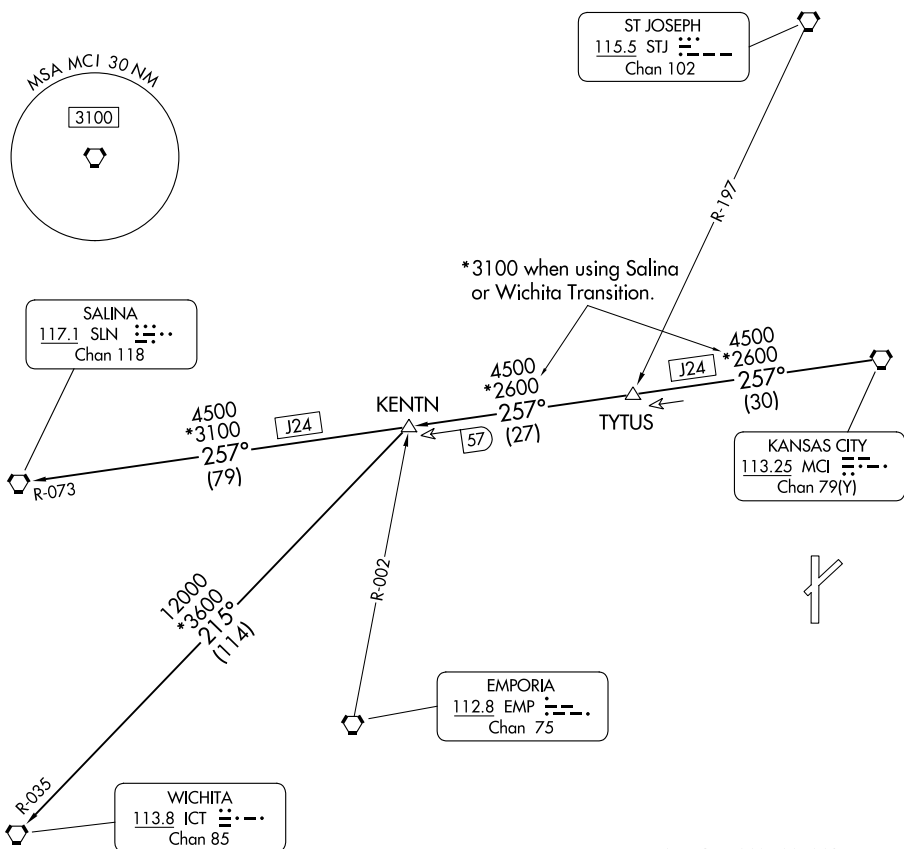 ST JOSEPH
115.5 STJ
Chan 102
MSA MCI 30 NM
3100
R-197
*3100 when using Salina
or Wichita Transition.
SALINA
117.1 SLN
Chan 118
4500
*2600
J24
257°
(30)
4500
*2600
257°
(27)
TYTUS
KENTN
57
4500
*3100
J24
257°
(79)
R-073
KANSAS CITY
113.25 MCI
Chan 79(Y)
R-002
12000
*3600
215°
(114)
EMPORIA
112.8 EMP
Chan 75
R-035
WICHITA
113.8 ICT
Chan 85